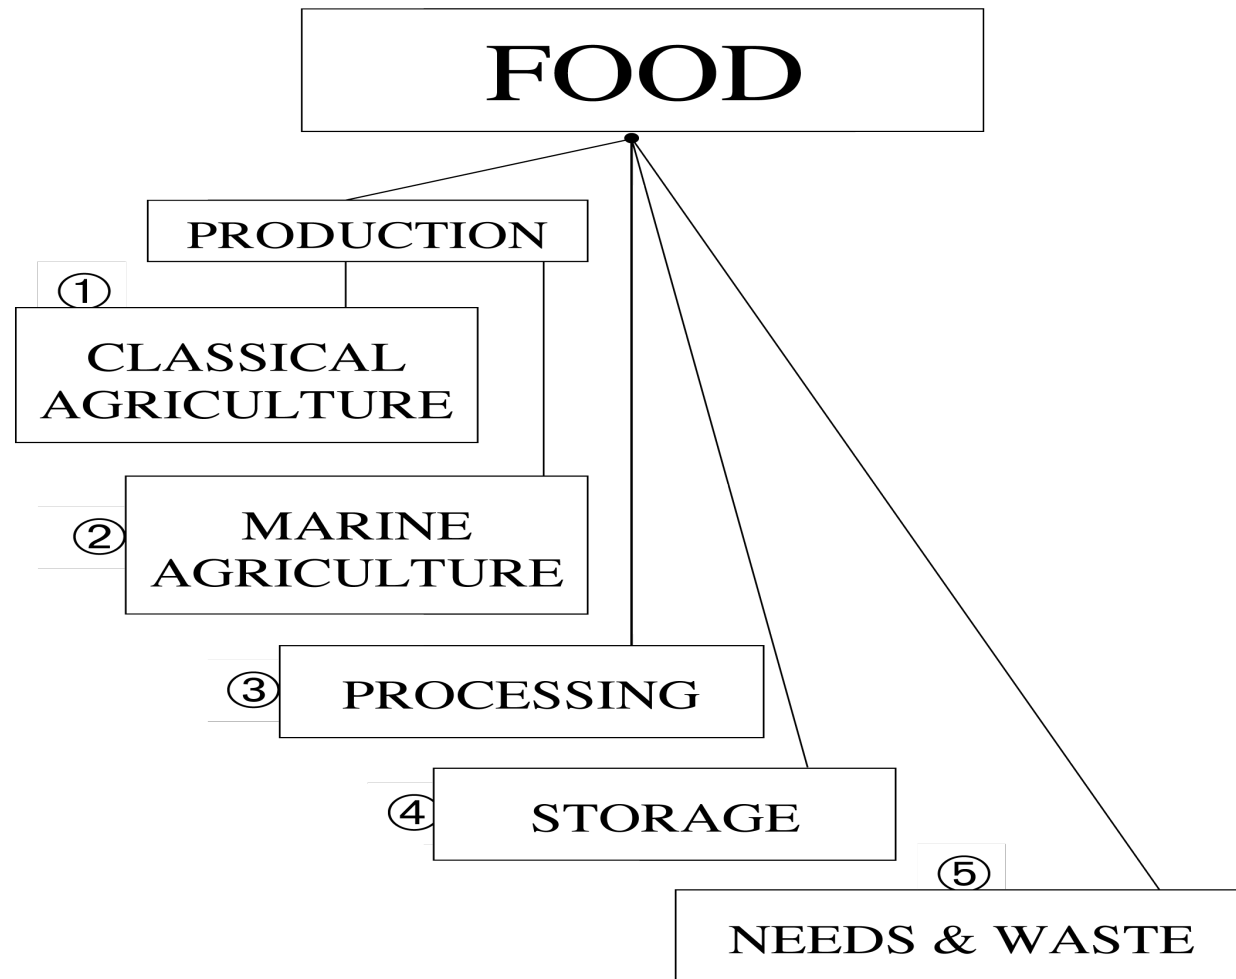 FOOD
PRODUCTION
①
CLASSICAL
AGRICULTURE
②
MARINE
AGRICULTURE
③
PROCESSING
④
STORAGE
⑤
NEEDS & WASTE